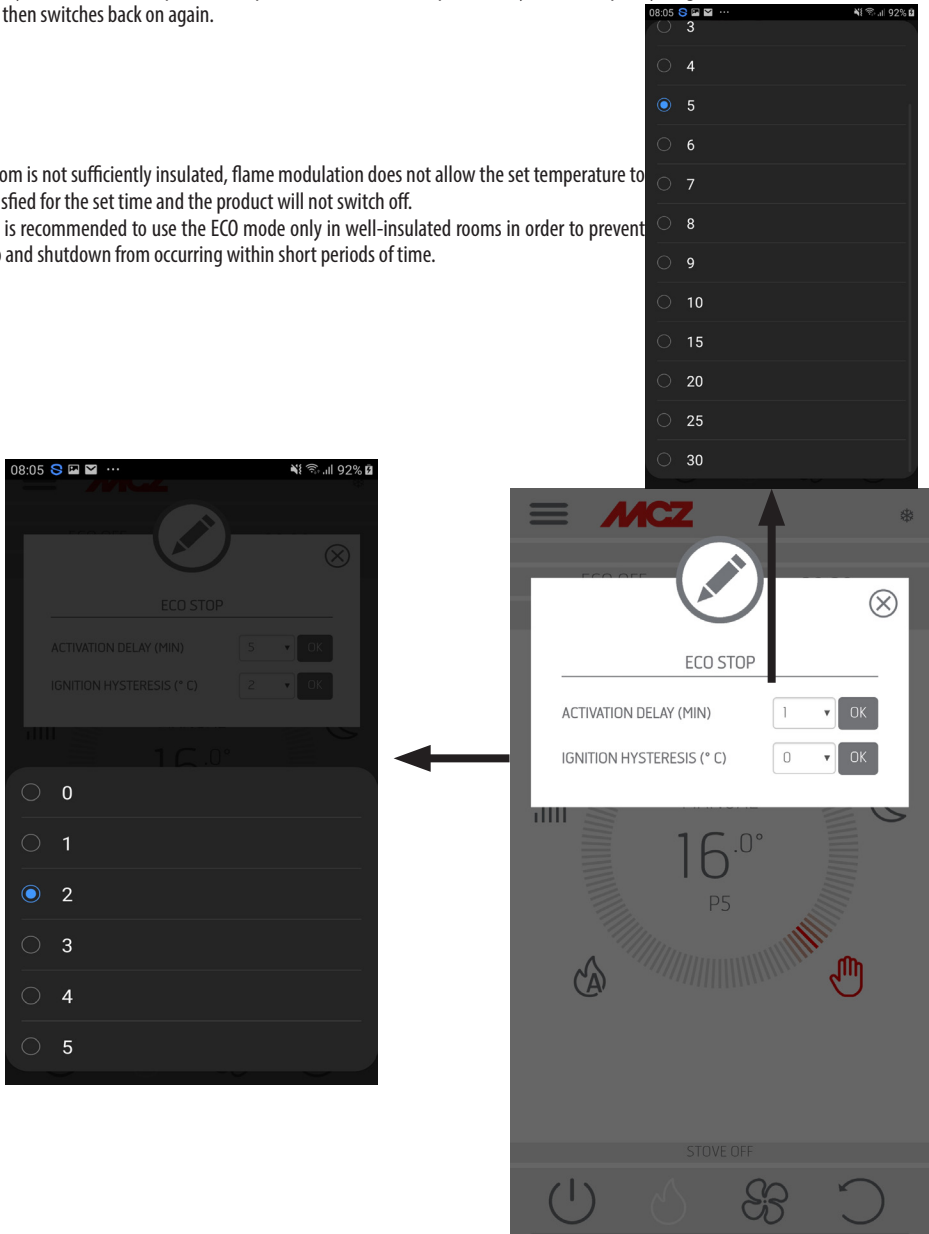 then switches back on again.
om is not sufficiently insulated, flame modulation does not allow the set temperature to
sfied for the set time and the product will not switch off.
is recommended to use the ECO mode only in well-insulated rooms in order to prevent
and shutdown from occurring within short periods of time.
08:05 92%
3
4
5
6
7
8
9
10
15
20
25
30
08:05 92%
MCZ
ECO STOP
ACTIVATION DELAY (MIN) 5 OK
IGNITION HYSTERESIS (° C) 2 OK
16.0°
0
1
2
3
4
5
MCZ
ECO OFF
ECO STOP
ACTIVATION DELAY (MIN) 1 OK
IGNITION HYSTERESIS (° C) 0 OK
16.0°
P5
A
STOVE OFF